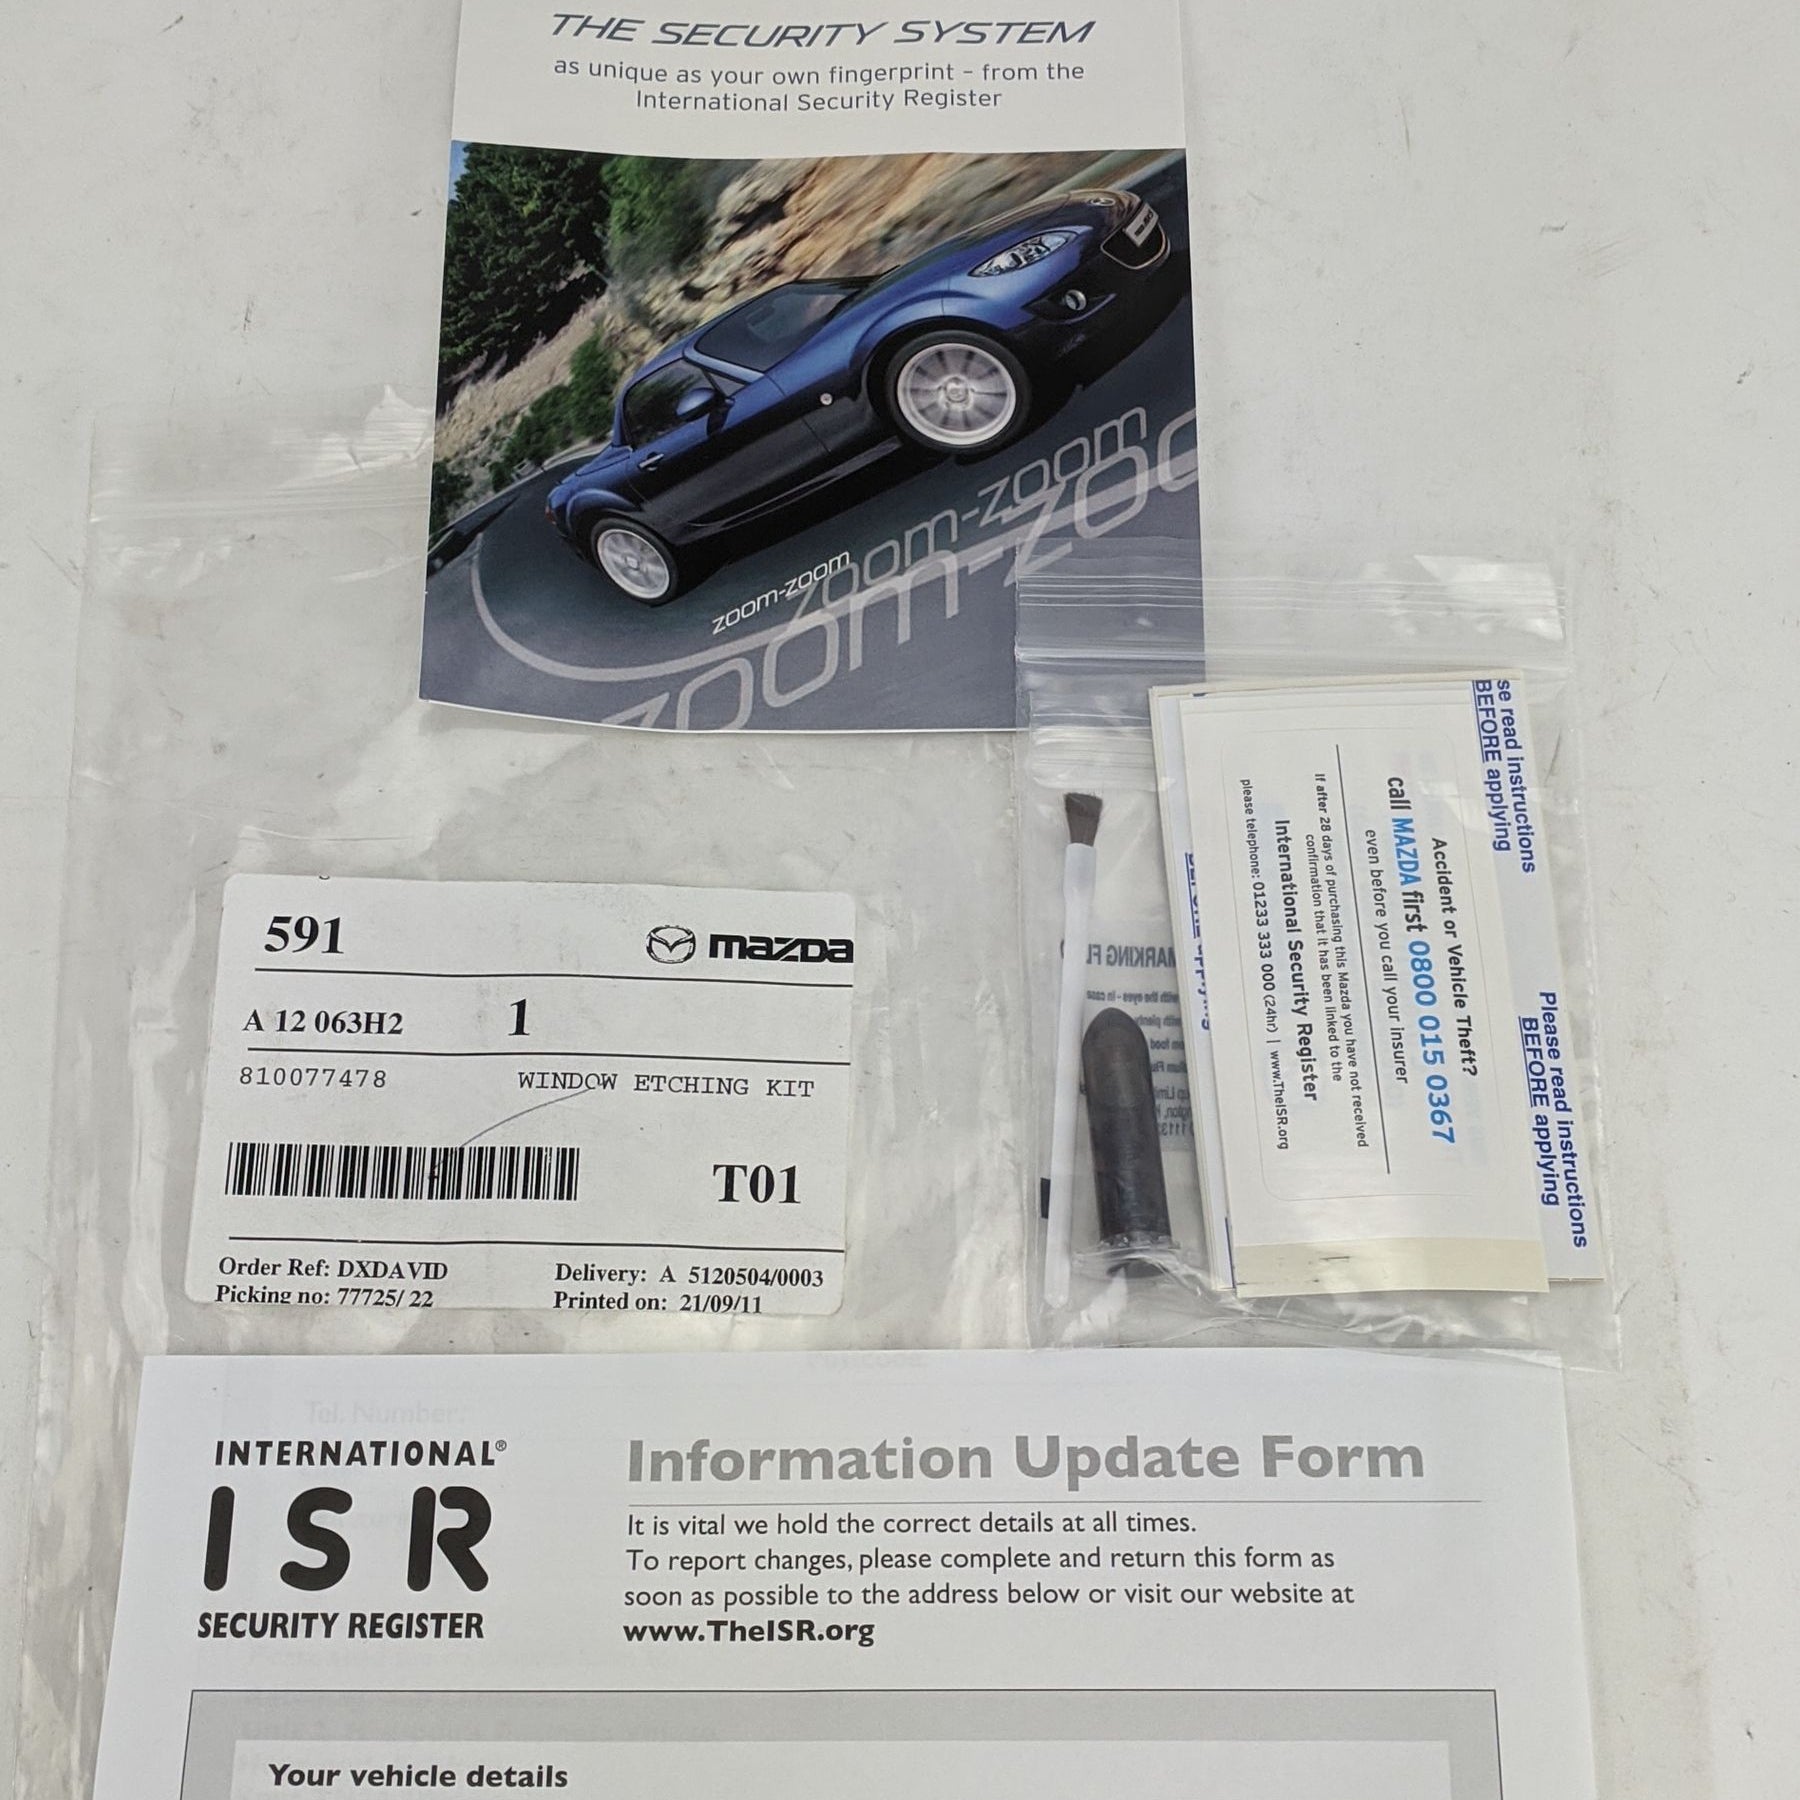 THE SECURITY SYSTEM
as unique as your own fingerprint - from the
International Security Register
zoom-zoom
zoom-zoom
zoom-zoo
se read instructions
BEFORE applying
Please read instructions
BEFORE applying
Accident or Vehicle Theft?
call MAZDA first 0800 015 0367
even before you call your insurer
If after 28 days of purchasing this Mazda you have not received
confirmation that it has been linked to the
International Security Register
please telephone: 01233 333 000 (24hr) | www.TheISR.org
591
mazda
A 12 063H2 1
810077478 WINDOW ETCHING KIT
T01
Order Ref: DXDAVID Delivery: A 5120504/0003
Picking no: 77725/ 22 Printed on: 21/09/11
INTERNATIONAL®
ISR
SECURITY REGISTER
Information Update Form
It is vital we hold the correct details at all times.
To report changes, please complete and return this form as
soon as possible to the address below or visit our website at
www.TheISR.org
Your vehicle details